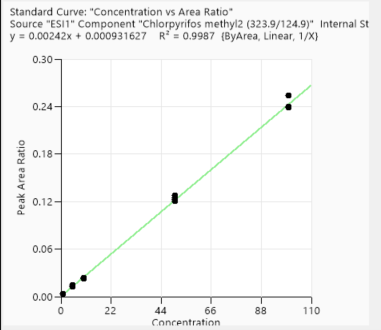 Standard Curve: "Concentration vs Area Ratio"
Source "ESI1" Component "Chlorpyrifos methyl2 (323.9/124.9)" Internal St
y = 0.00242x + 0.000931627 R² = 0.9987 {ByArea, Linear, 1/X}
0.30
0.24
0.18
0.12
0.06
0.00
Peak Area Ratio
0 22 44 66 88 110
Concentration